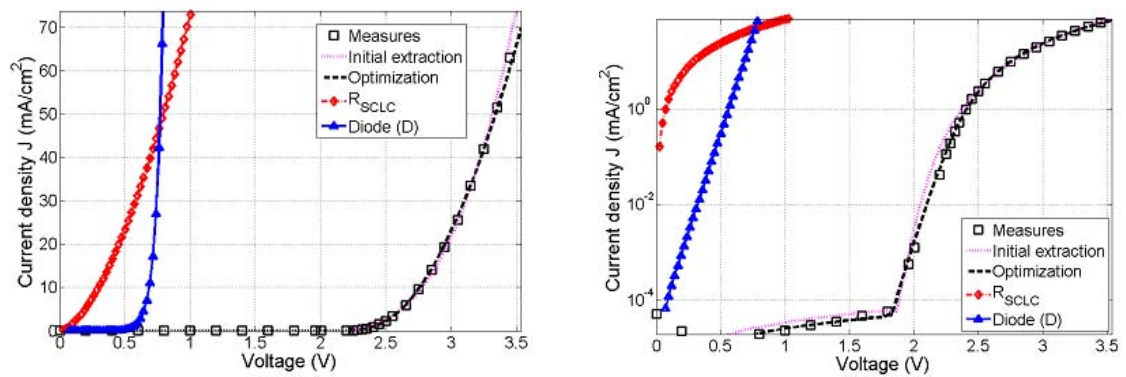 70
60
50
40
30
20
10
0
Current density J (mA/cm²)
0
0.5
1
1.5
2
2.5
3
3.5
Voltage (V)
Measures
Initial extraction
Optimization
R_SCLC
Diode (D)
10⁰
10⁻²
10⁻⁴
Current density J (mA/cm²)
0
0.5
1
1.5
2
2.5
3
3.5
Voltage (V)
Measures
Initial extraction
Optimization
R_SCLC
Diode (D)